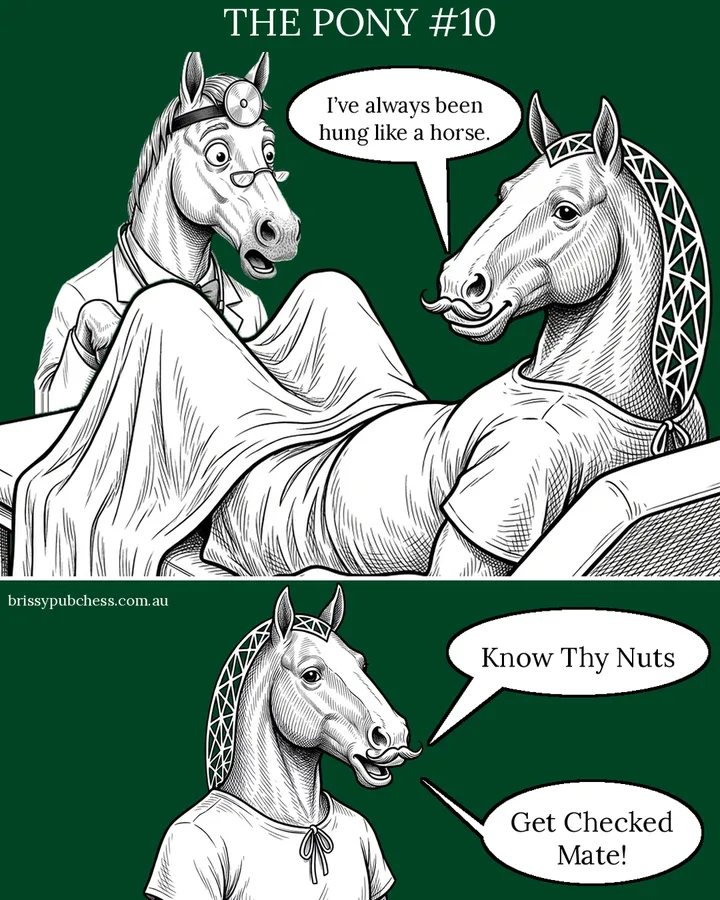 THE PONY #10
I've always been
hung like a horse.
brissypubchess.com.au
Know Thy Nuts
Get Checked
Mate!